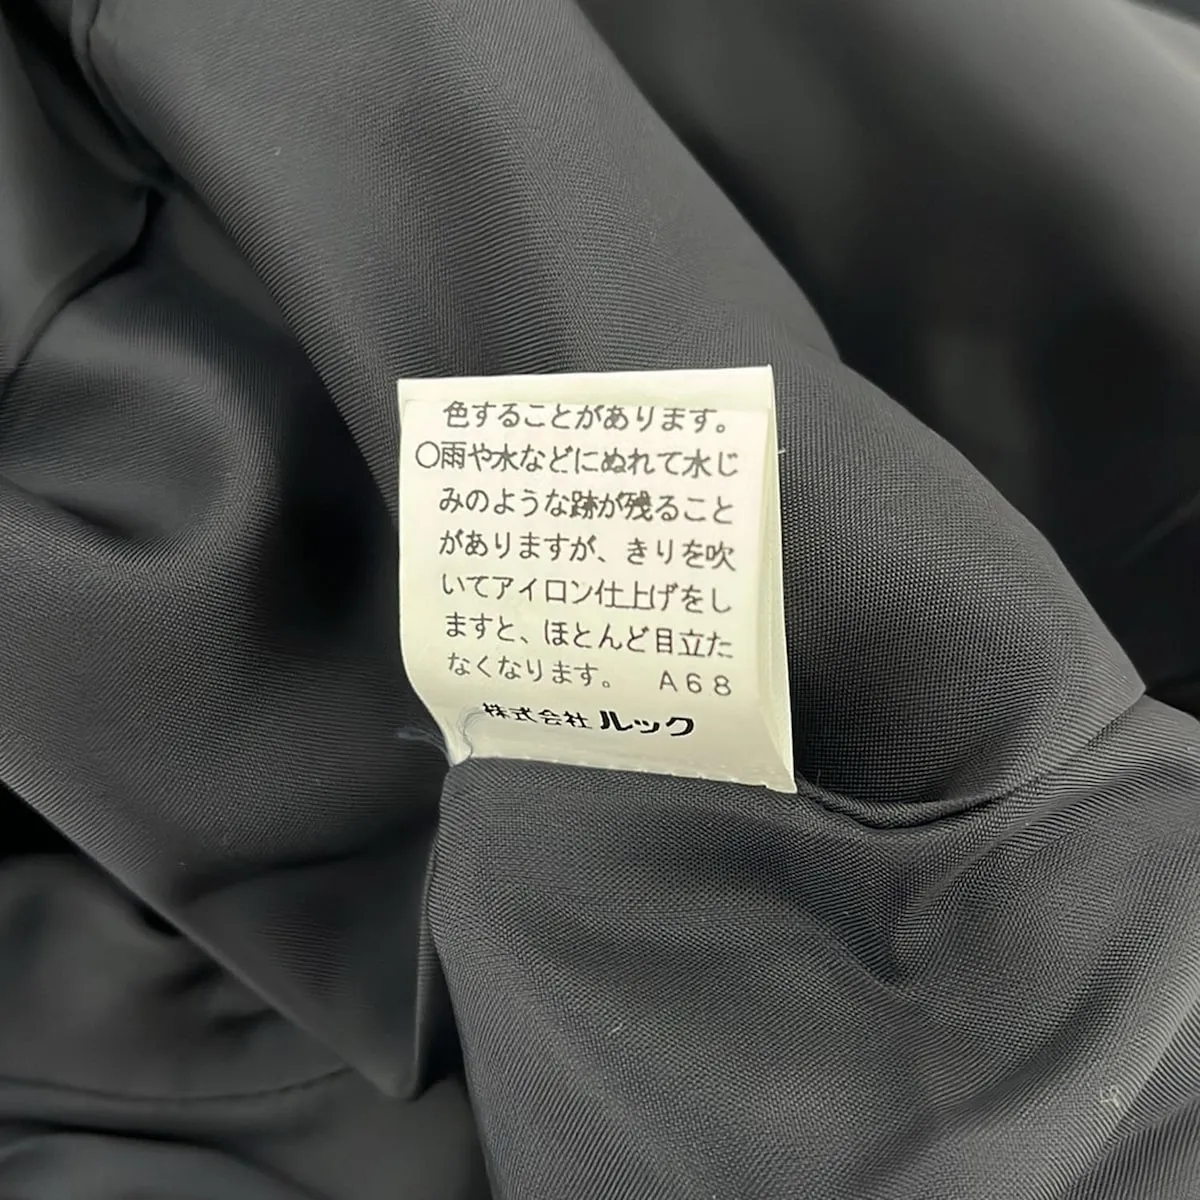 色することがあります。
○雨や水などにぬれて水じ
みのような跡が残ること
がありますが、きりを吹
いてアイロン仕上げをし
ますと、ほとんど目立た
なくなります。 A68
株式会社 ルック